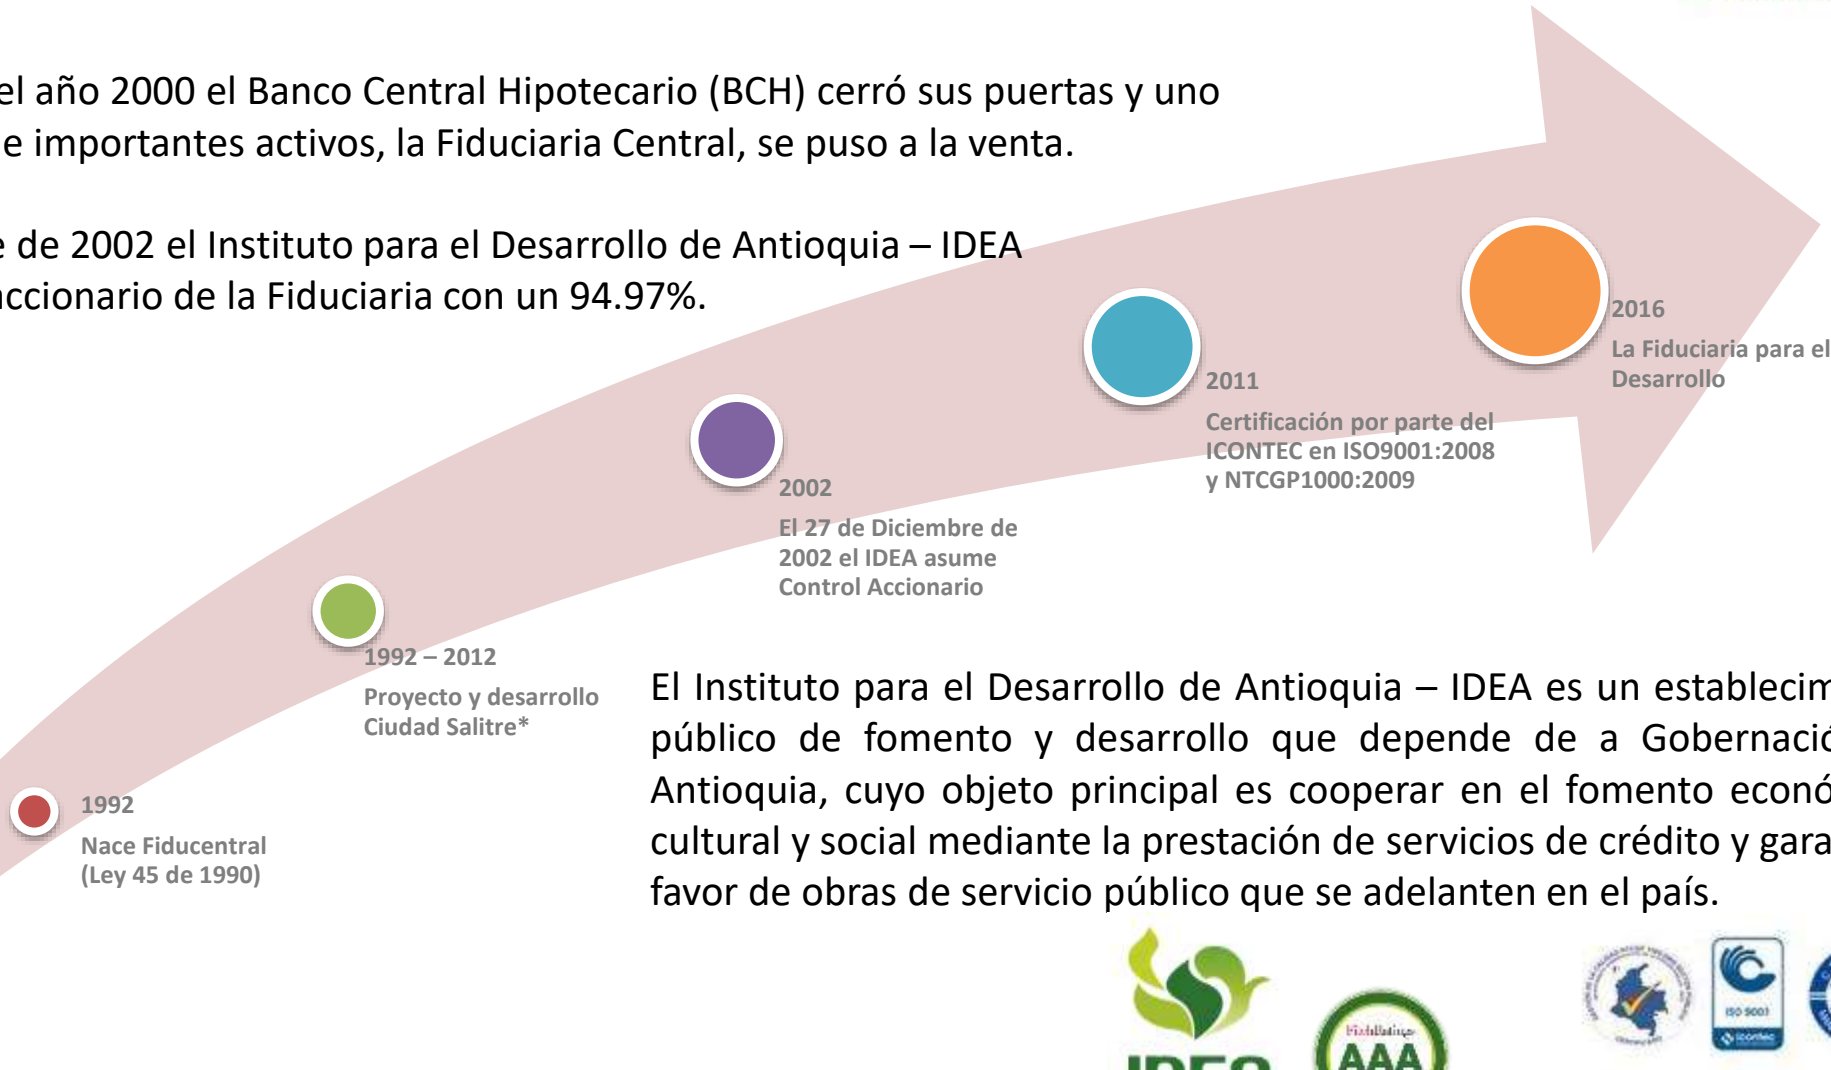 el año 2000 el Banco Central Hipotecario (BCH) cerró sus puertas y uno
e importantes activos, la Fiduciaria Central, se puso a la venta.
e de 2002 el Instituto para el Desarrollo de Antioquia – IDEA
accionario de la Fiduciaria con un 94.97%.
2016
La Fiduciaria para el
Desarrollo
2011
Certificación por parte del
ICONTEC en ISO9001:2008
y NTCGP1000:2009
2002
El 27 de Diciembre de
2002 el IDEA asume
Control Accionario
1992 – 2012
Proyecto y desarrollo
Ciudad Salitre*
1992
Nace Fiducentral
(Ley 45 de 1990)
El Instituto para el Desarrollo de Antioquia – IDEA es un establecim
público de fomento y desarrollo que depende de a Gobernació
Antioquia, cuyo objeto principal es cooperar en el fomento econó
cultural y social mediante la prestación de servicios de crédito y gara
favor de obras de servicio público que se adelanten en el país.
IDEA
FitchRatings
AAA
ISO 9001
icontec